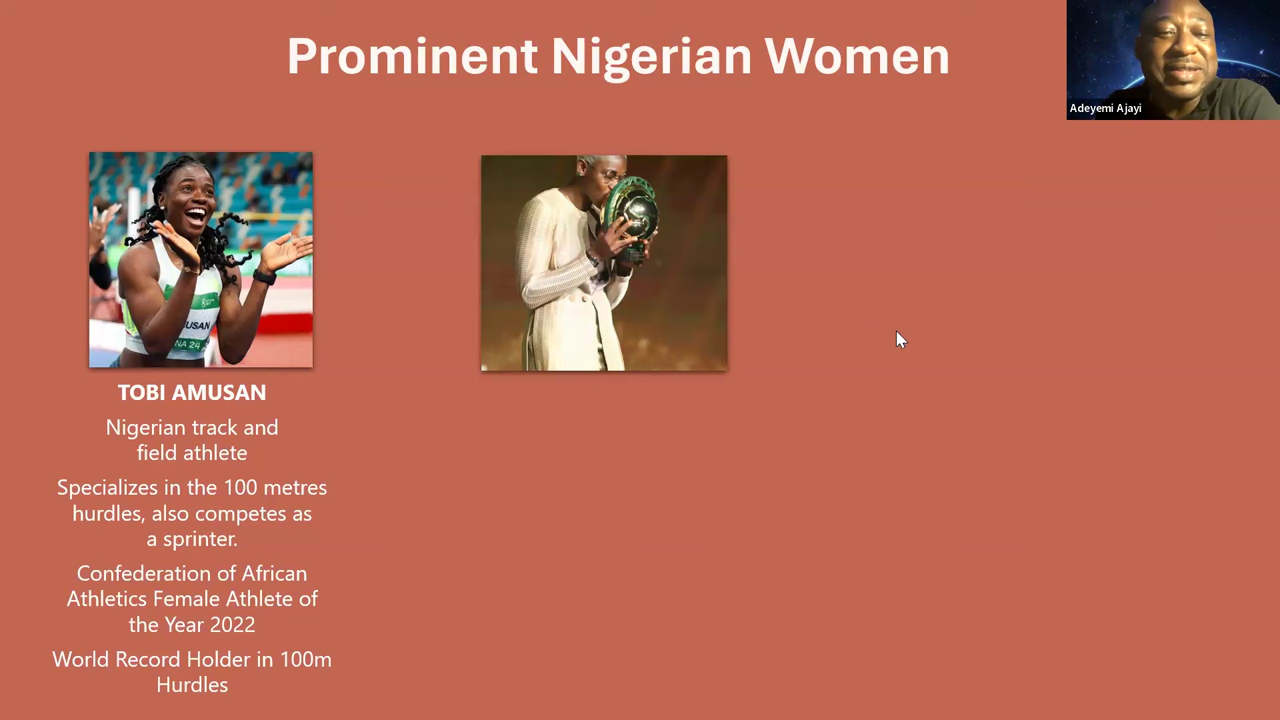 Prominent Nigerian Women
Adeyemi Ajayi
USAN
NA 24
TOBI AMUSAN
Nigerian track and
field athlete
Specializes in the 100 metres
hurdles, also competes as
a sprinter.
Confederation of African
Athletics Female Athlete of
the Year 2022
World Record Holder in 100m
Hurdles